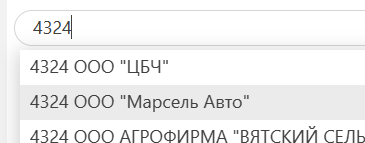 4324
4324 ООО "ЦБЧ"
4324 ООО "Марсель Авто"
4324 ООО АГРОФИРМА "ВЯТСКИЙ СЕЛЬ